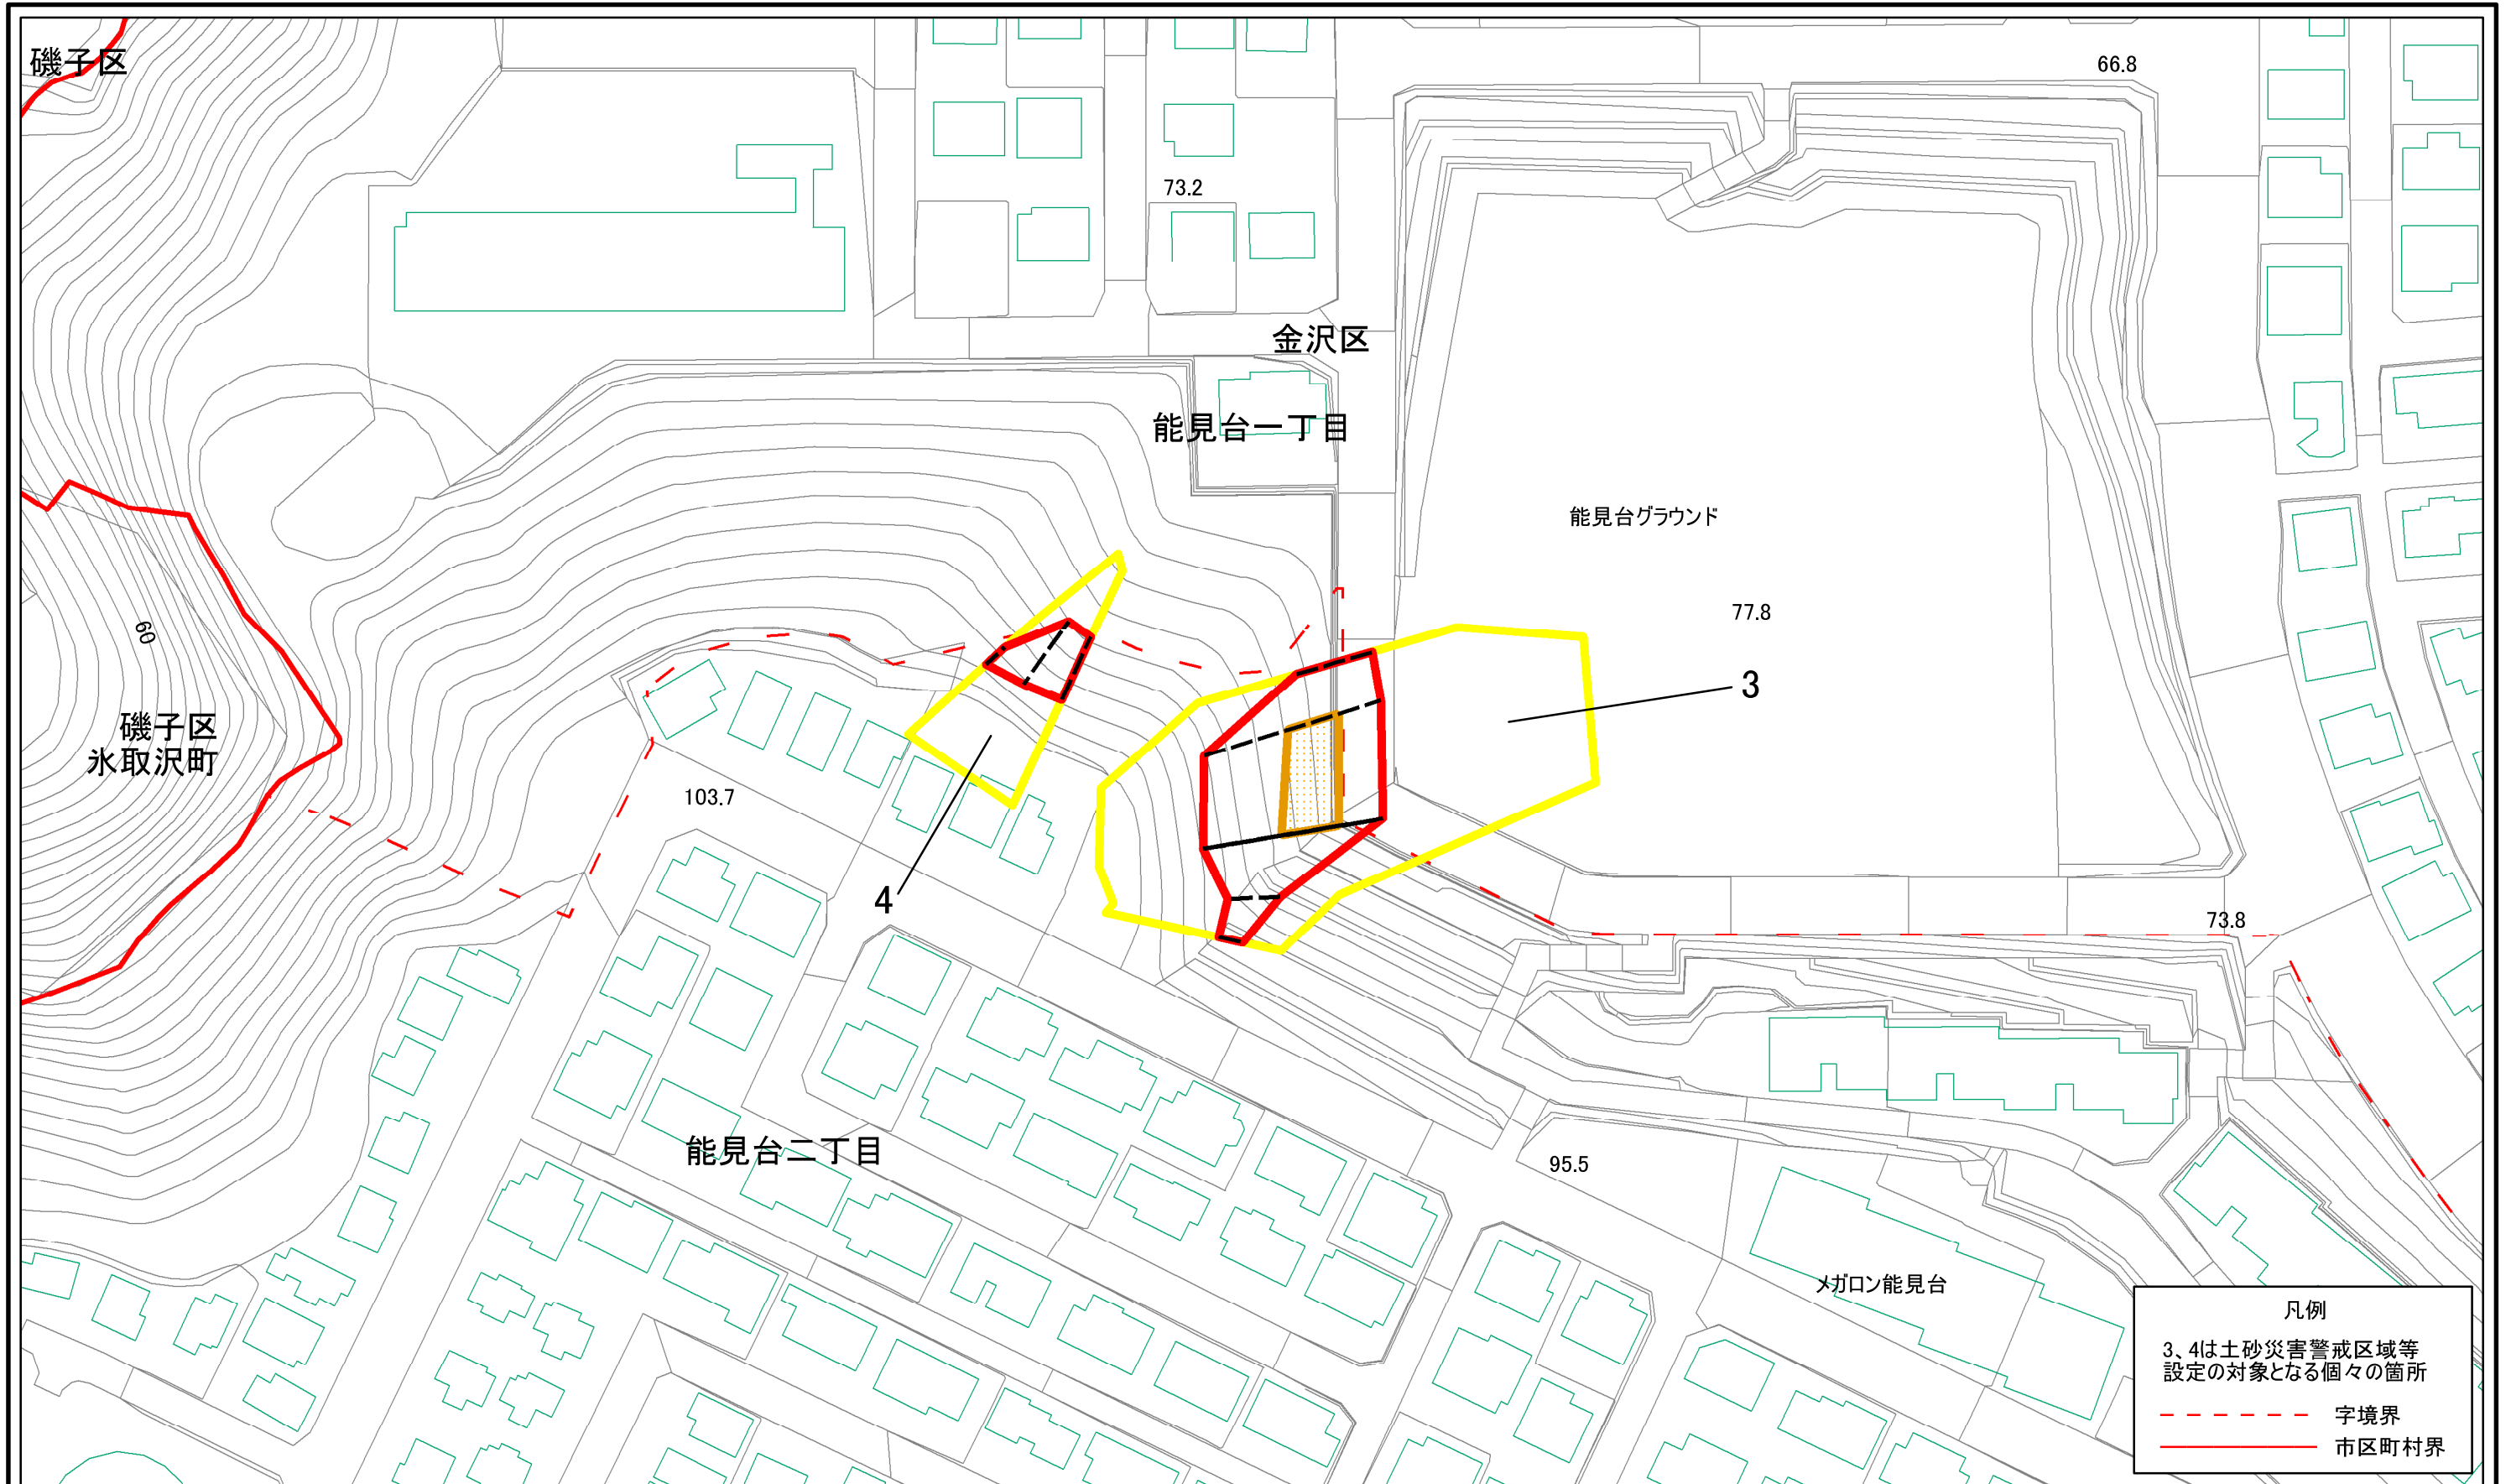 磯子区
66.8
73.2
金沢区
能見台一丁目
能見台グラウンド
77.8
60
3
磯子区
氷取沢町
103.7
4
73.8
能見台二丁目
95.5
メガロン能見台
凡例
3、4は土砂災害警戒区域等
設定の対象となる個々の箇所
字境界
市区町村界